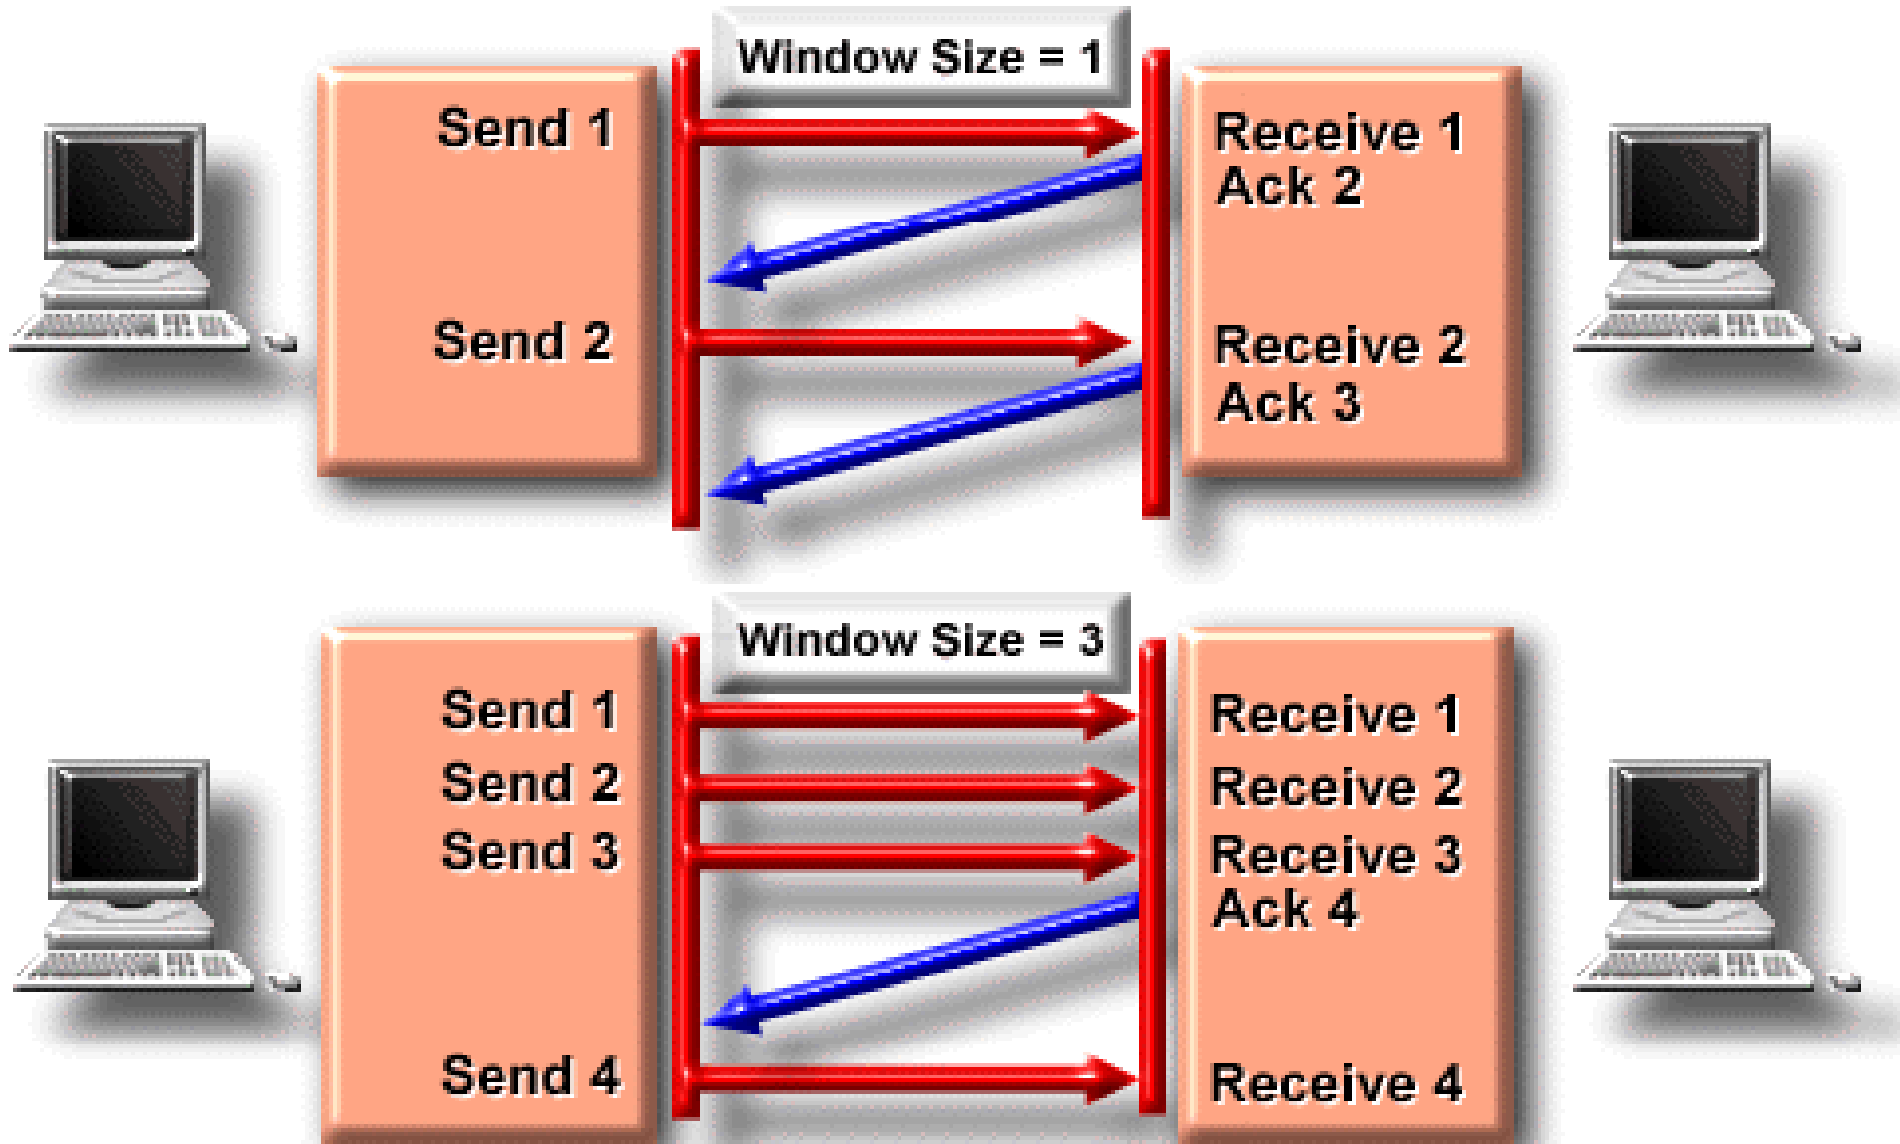 Window Size = 1
Send 1
Receive 1
Ack 2
Send 2
Receive 2
Ack 3
Window Size = 3
Send 1
Receive 1
Send 2
Receive 2
Send 3
Receive 3
Ack 4
Send 4
Receive 4